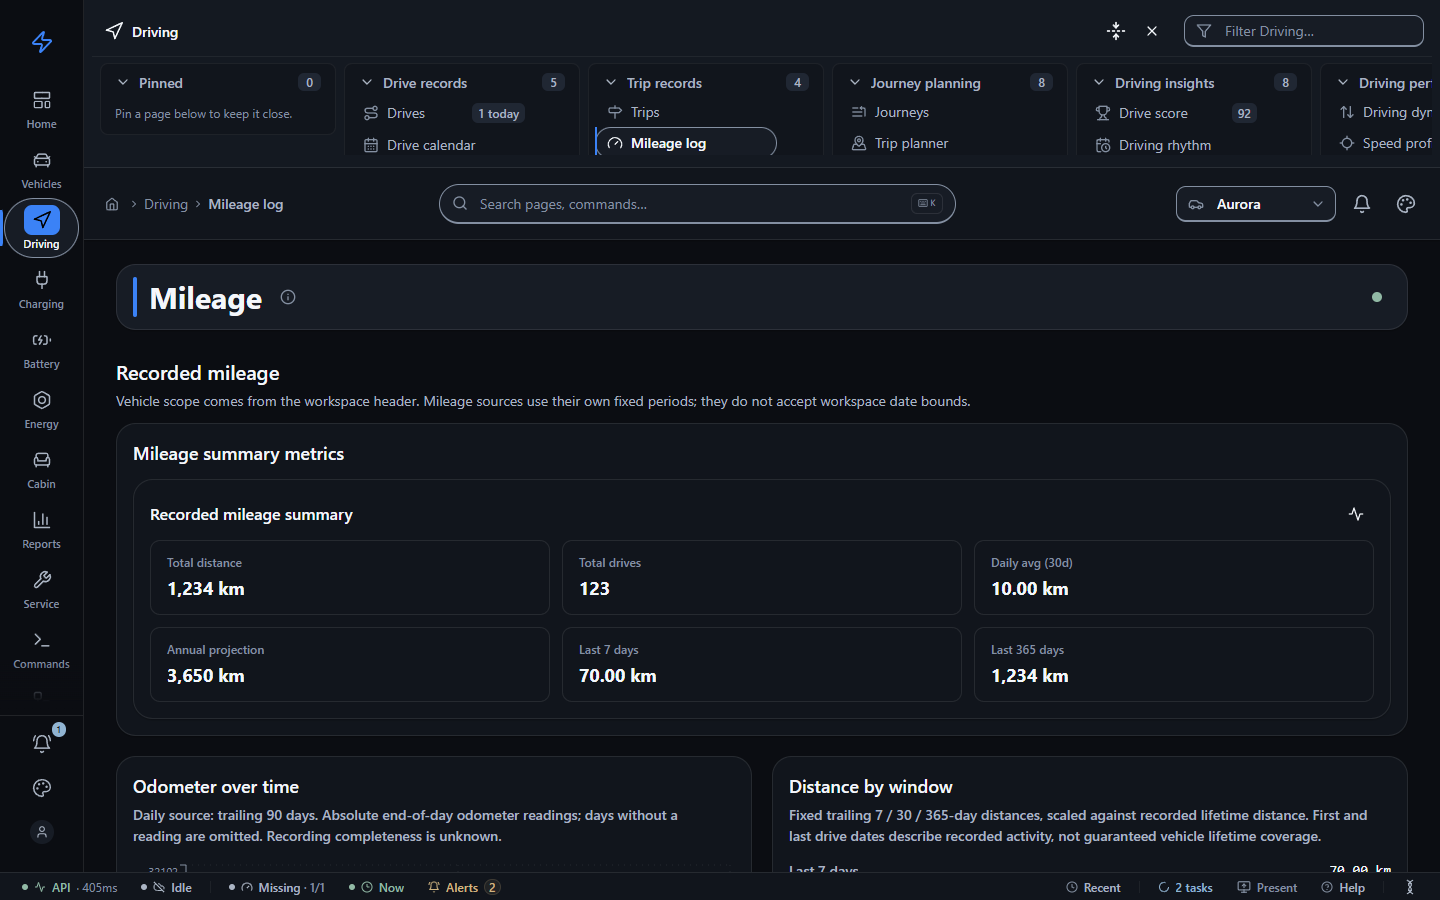 Driving
Filter Driving...
Pinned 0
Pin a page below to keep it close.
Drive records 5
Drives 1 today
Drive calendar
Trip records 4
Trips
Mileage log
Journey planning 8
Journeys
Trip planner
Driving insights 8
Drive score 92
Driving rhythm
Driving per
Driving dyn
Speed prof
Home
Vehicles
Driving
Charging
Battery
Energy
Cabin
Reports
Service
Commands
1
Driving Mileage log
Search pages, commands... K
Aurora
Mileage
Recorded mileage
Vehicle scope comes from the workspace header. Mileage sources use their own fixed periods; they do not accept workspace date bounds.
Mileage summary metrics
Recorded mileage summary
Total distance
1,234 km
Total drives
123
Daily avg (30d)
10.00 km
Annual projection
3,650 km
Last 7 days
70.00 km
Last 365 days
1,234 km
Odometer over time
Daily source: trailing 90 days. Absolute end-of-day odometer readings; days without a
reading are omitted. Recording completeness is unknown.
Distance by window
Fixed trailing 7 / 30 / 365-day distances, scaled against recorded lifetime distance. First and
last drive dates describe recorded activity, not guaranteed vehicle lifetime coverage.
Last 7 days 70.00 km
API · 405ms Idle Missing · 1/1 Now Alerts 2 Recent 2 tasks Present Help